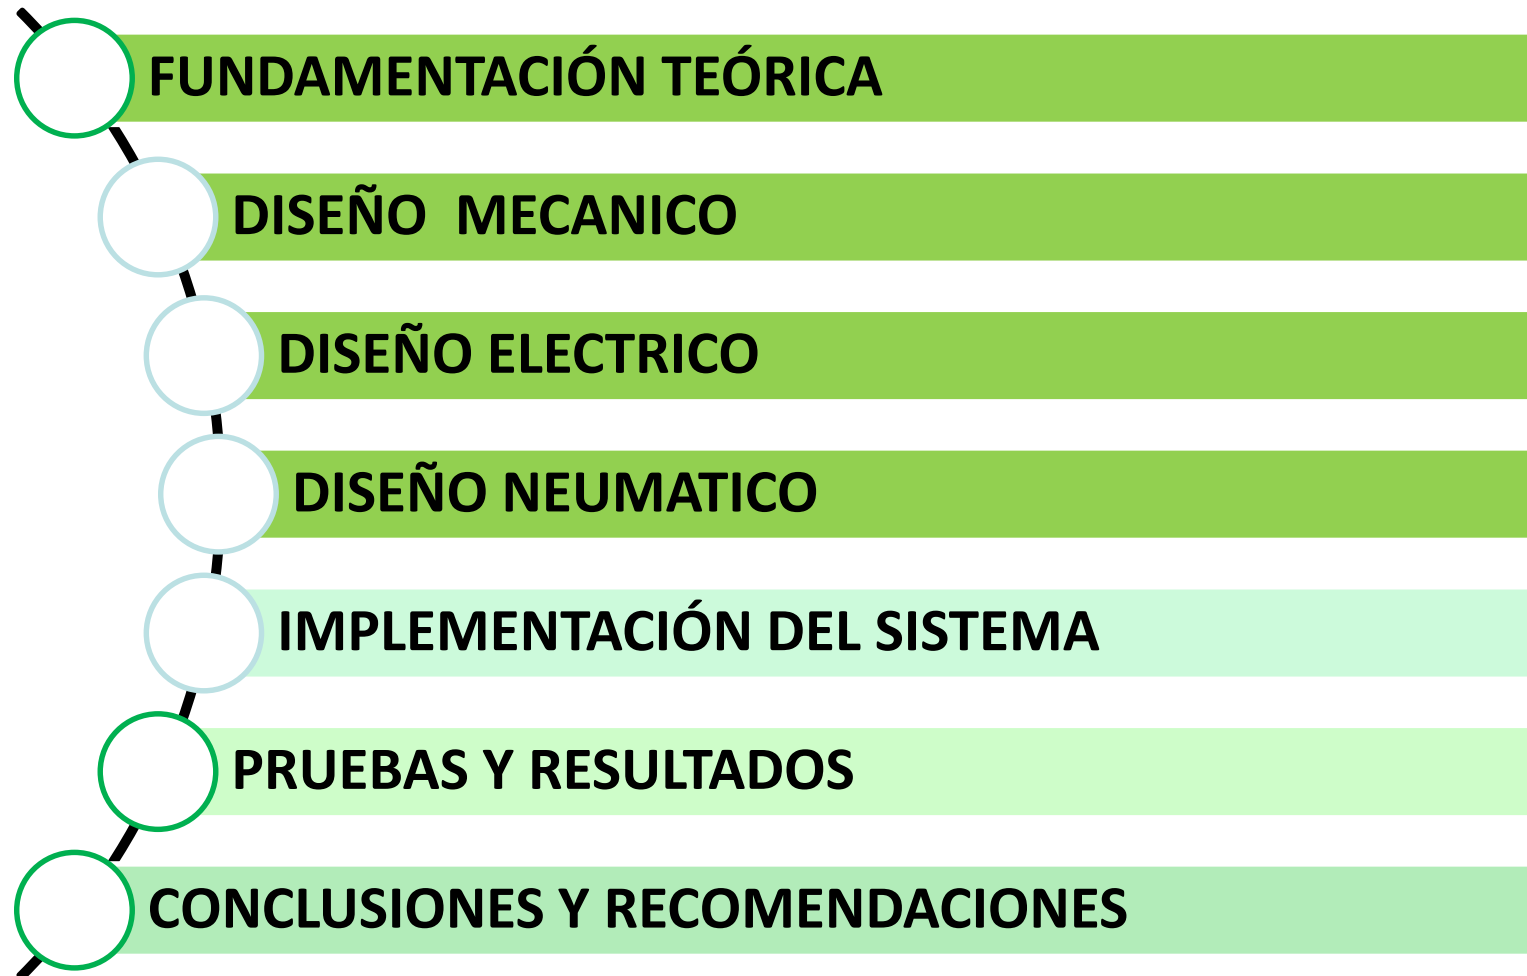 FUNDAMENTACIÓN TEÓRICA
DISEÑO MECANICO
DISEÑO ELECTRICO
DISEÑO NEUMATICO
IMPLEMENTACIÓN DEL SISTEMA
PRUEBAS Y RESULTADOS
CONCLUSIONES Y RECOMENDACIONES